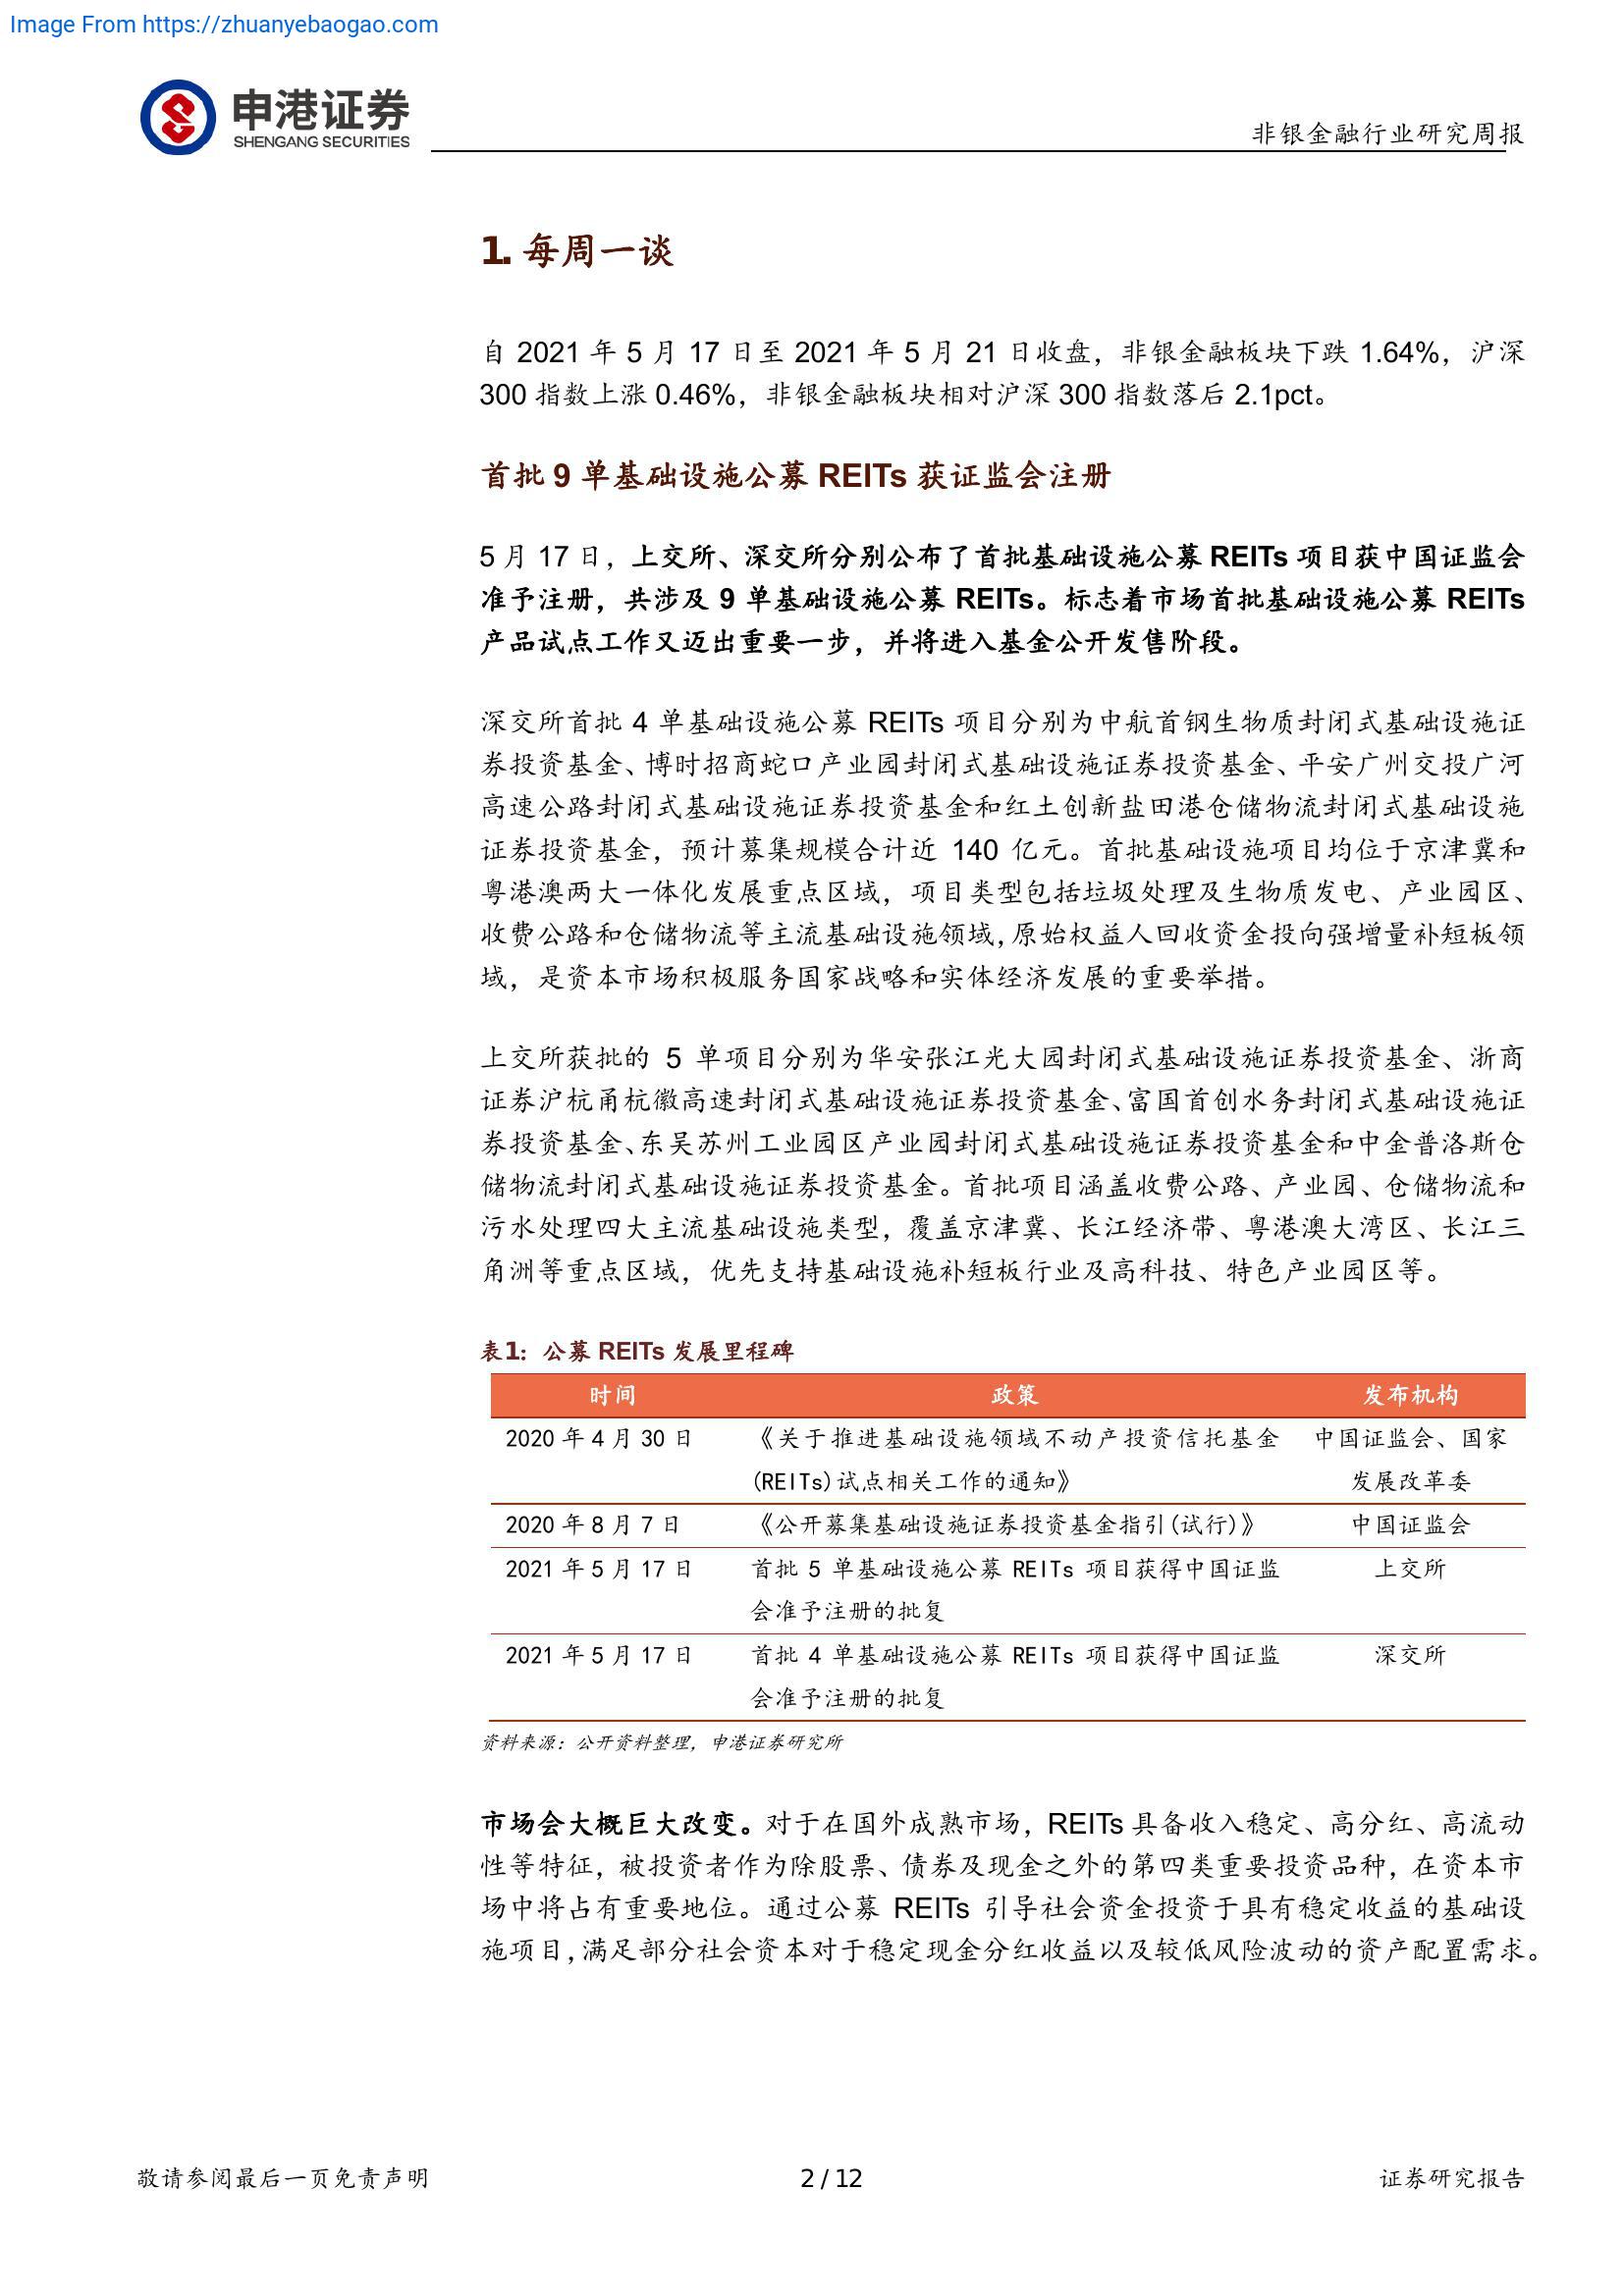 Image From https://zhuanyebaogao.com
申港证券
SHENGANG SECURITIES
非银金融行业研究周报
1. 每周一谈
自 2021 年 5 月 17 日至 2021 年 5 月 21 日收盘，非银金融板块下跌 1.64%，沪深
300 指数上涨 0.46%，非银金融板块相对沪深 300 指数落后 2.1pct。
首批 9 单基础设施公募 REITs 获证监会注册
5 月 17 日，上交所、深交所分别公布了首批基础设施公募 REITs 项目获中国证监会
准予注册，共涉及 9 单基础设施公募 REITs。标志着市场首批基础设施公募 REITs
产品试点工作又迈出重要一步，并将进入基金公开发售阶段。
深交所首批 4 单基础设施公募 REITs 项目分别为中航首钢生物质封闭式基础设施证
券投资基金、博时招商蛇口产业园封闭式基础设施证券投资基金、平安广州交投广河
高速公路封闭式基础设施证券投资基金和红土创新盐田港仓储物流封闭式基础设施
证券投资基金，预计募集规模合计近 140 亿元。首批基础设施项目均位于京津冀和
粤港澳两大一体化发展重点区域，项目类型包括垃圾处理及生物质发电、产业园区、
收费公路和仓储物流等主流基础设施领域，原始权益人回收资金投向强增量补短板领
域，是资本市场积极服务国家战略和实体经济发展的重要举措。
上交所获批的 5 单项目分别为华安张江光大园封闭式基础设施证券投资基金、浙商
证券沪杭甬杭徽高速封闭式基础设施证券投资基金、富国首创水务封闭式基础设施证
券投资基金、东吴苏州工业园区产业园封闭式基础设施证券投资基金和中金普洛斯仓
储物流封闭式基础设施证券投资基金。首批项目涵盖收费公路、产业园、仓储物流和
污水处理四大主流基础设施类型，覆盖京津冀、长江经济带、粤港澳大湾区、长江三
角洲等重点区域，优先支持基础设施补短板行业及高科技、特色产业园区等。
表1：公募 REITs 发展里程碑
时间 政策 发布机构
2020 年 4 月 30 日 《关于推进基础设施领域不动产投资信托基金 中国证监会、国家
(REITs)试点相关工作的通知》 发展改革委
2020 年 8 月 7 日 《公开募集基础设施证券投资基金指引(试行)》 中国证监会
2021 年 5 月 17 日 首批 5 单基础设施公募 REITs 项目获得中国证监 上交所
会准予注册的批复
2021 年 5 月 17 日 首批 4 单基础设施公募 REITs 项目获得中国证监 深交所
会准予注册的批复
资料来源：公开资料整理，申港证券研究所
市场会大概巨大改变。对于在国外成熟市场，REITs 具备收入稳定、高分红、高流动
性等特征，被投资者作为除股票、债券及现金之外的第四类重要投资品种，在资本市
场中将占有重要地位。通过公募 REITs 引导社会资金投资于具有稳定收益的基础设
施项目，满足部分社会资本对于稳定现金分红收益以及较低风险波动的资产配置需求。
敬请参阅最后一页免责声明
2 / 12
证券研究报告